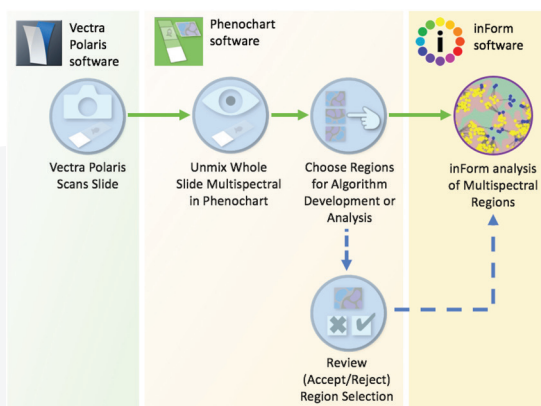 Vectra
Polaris
software
Phenochart
software
inForm
software
Vectra Polaris
Scans Slide
Unmix Whole
Slide Multispectral
in Phenochart
Choose Regions
for Algorithm
Development or
Analysis
inForm analysis
of Multispectral
Regions
Review
(Accept/Reject)
Region Selection